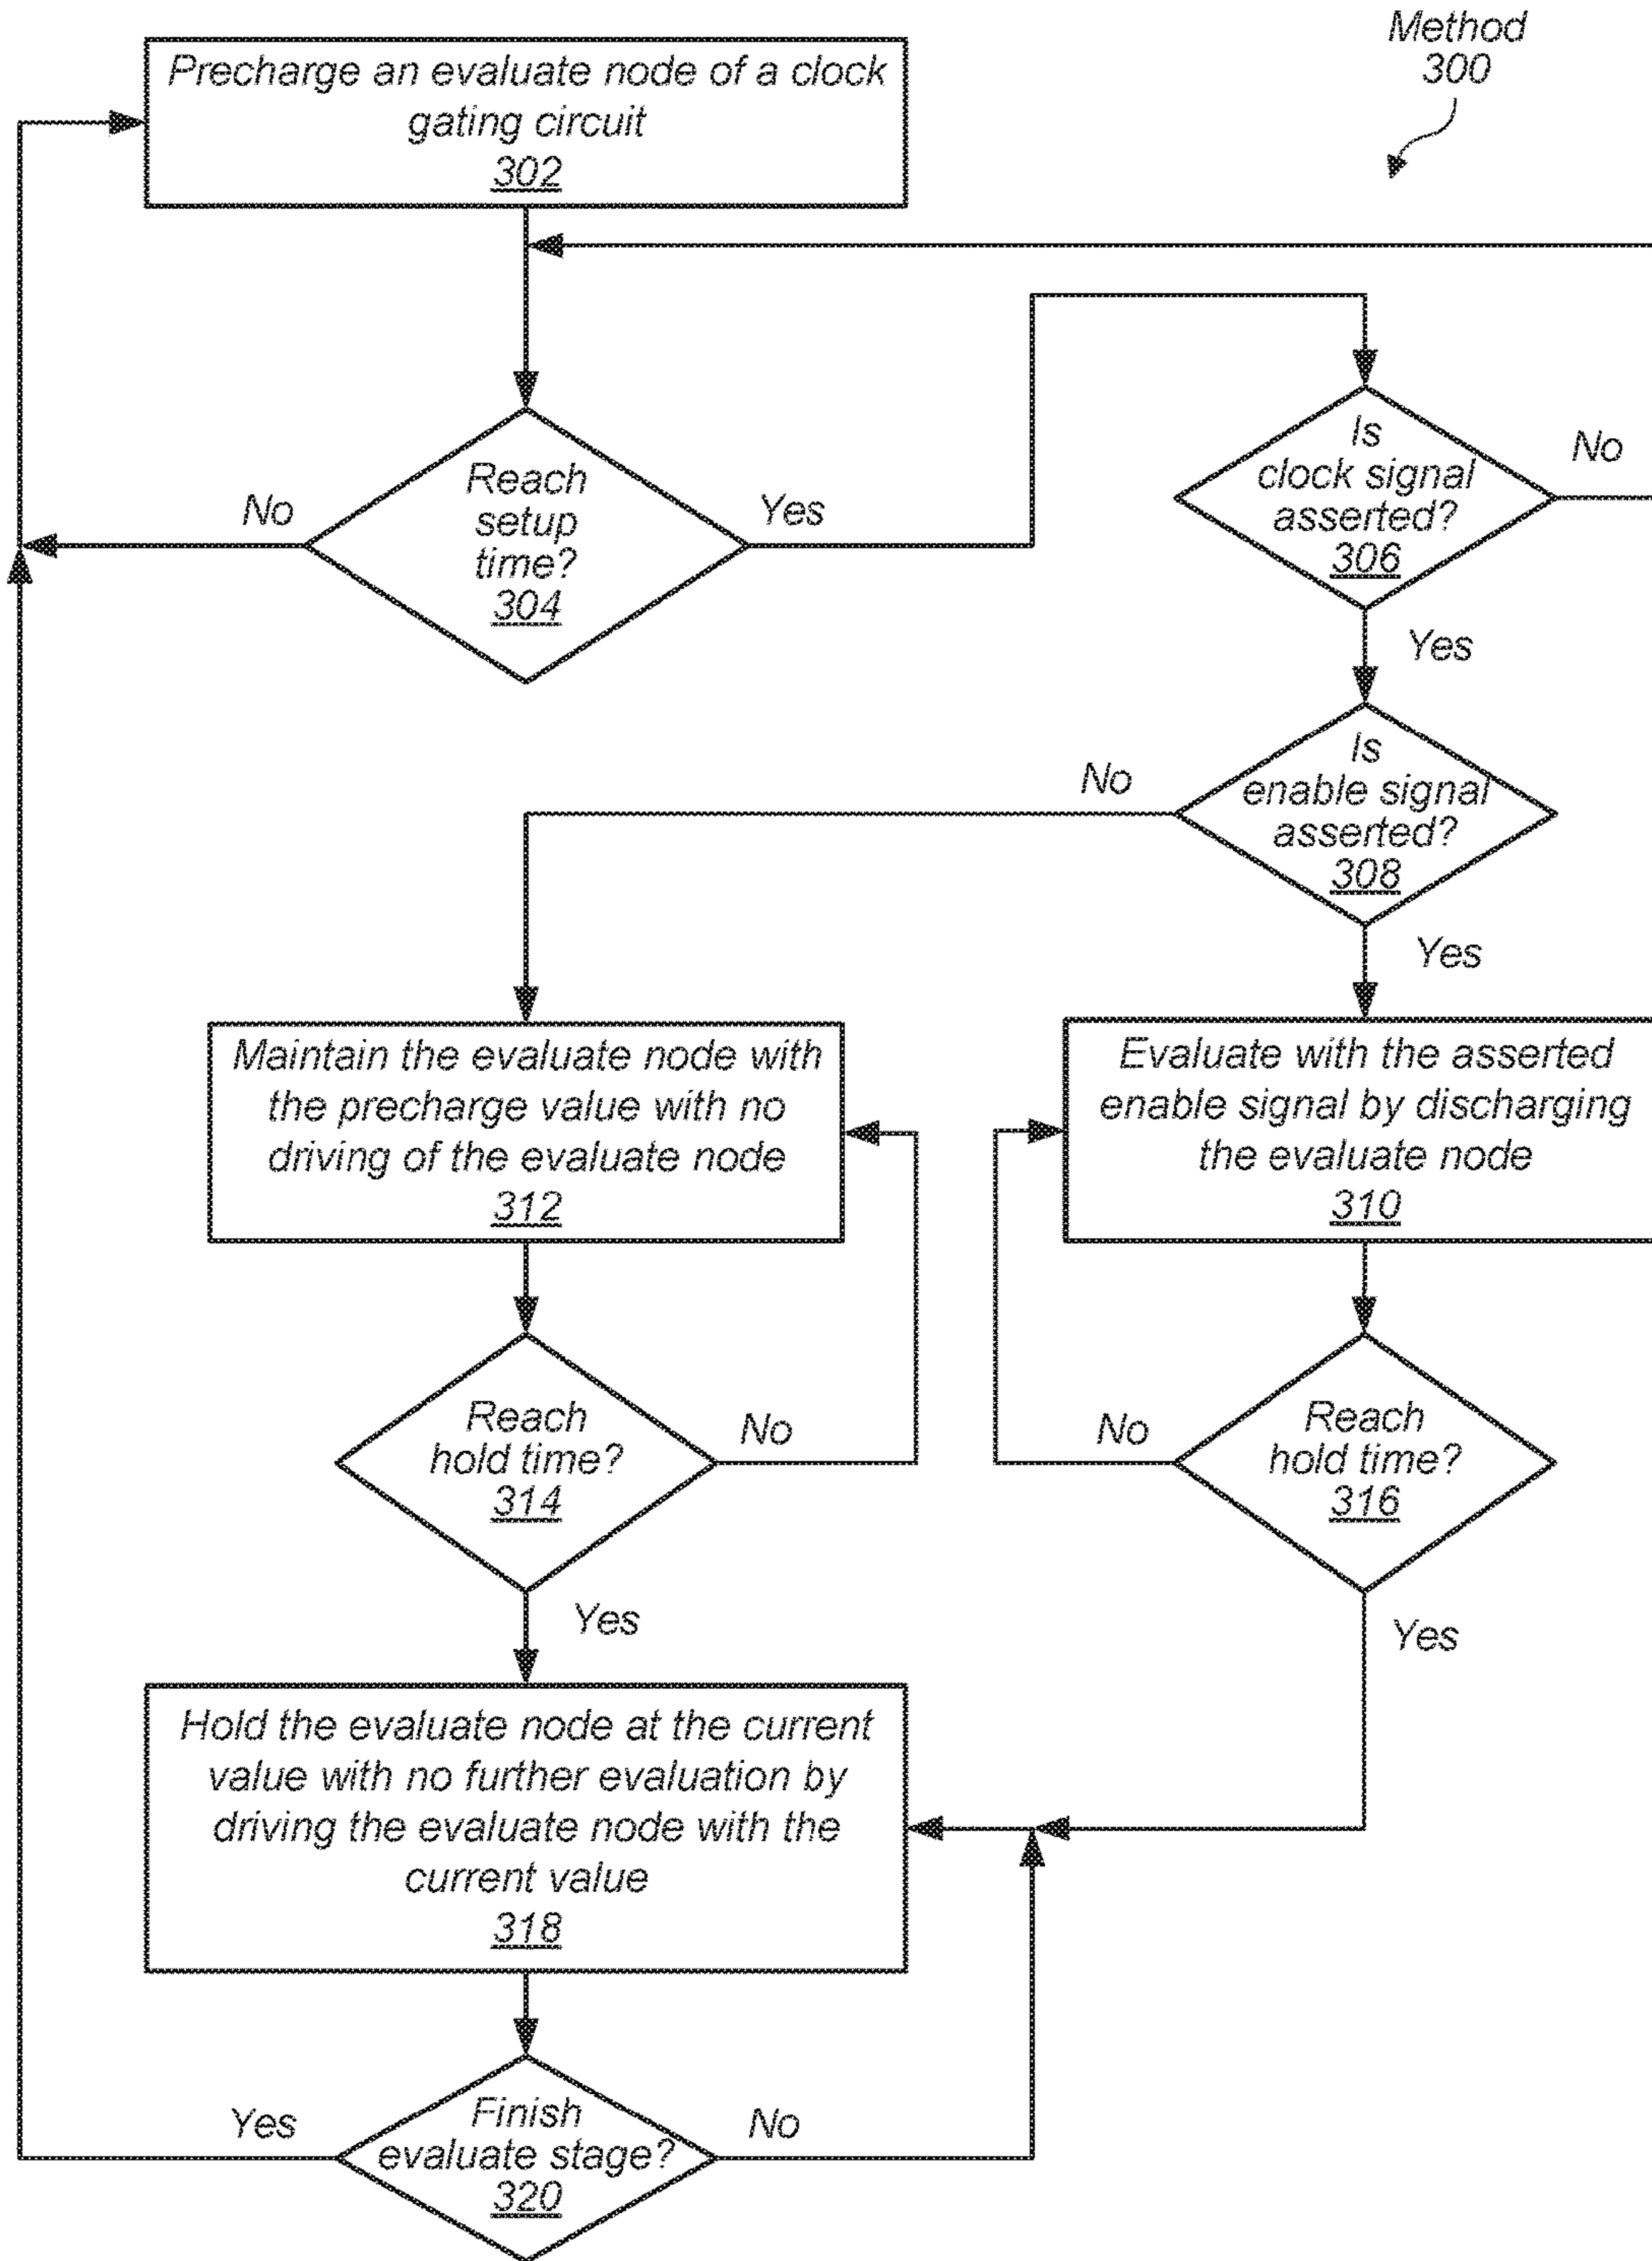 Method
300
Precharge an evaluate node of a clock
gating circuit
302
Reach
setup
time?
304
No
Yes
Is
clock signal
asserted?
306
No
Yes
Is
enable signal
asserted?
308
No
Yes
Maintain the evaluate node with
the precharge value with no
driving of the evaluate node
312
Evaluate with the asserted
enable signal by discharging
the evaluate node
310
Reach
hold time?
314
No
Yes
Reach
hold time?
316
No
Yes
Hold the evaluate node at the current
value with no further evaluation by
driving the evaluate node with the
current value
318
Finish
evaluate stage?
320
Yes
No